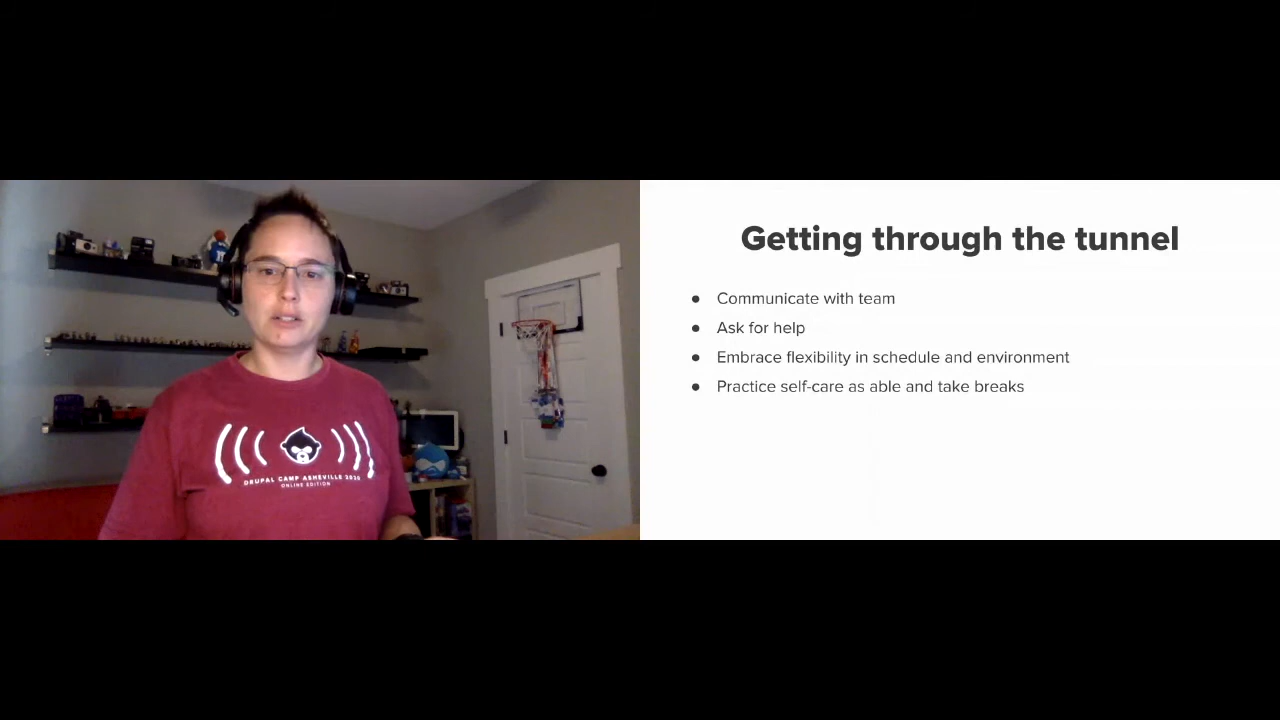 Getting through the tunnel
● Communicate with team
● Ask for help
● Embrace flexibility in schedule and environment
● Practice self-care as able and take breaks
DRUPAL CAMP ASHEVILLE 2020
ONLINE EDITION